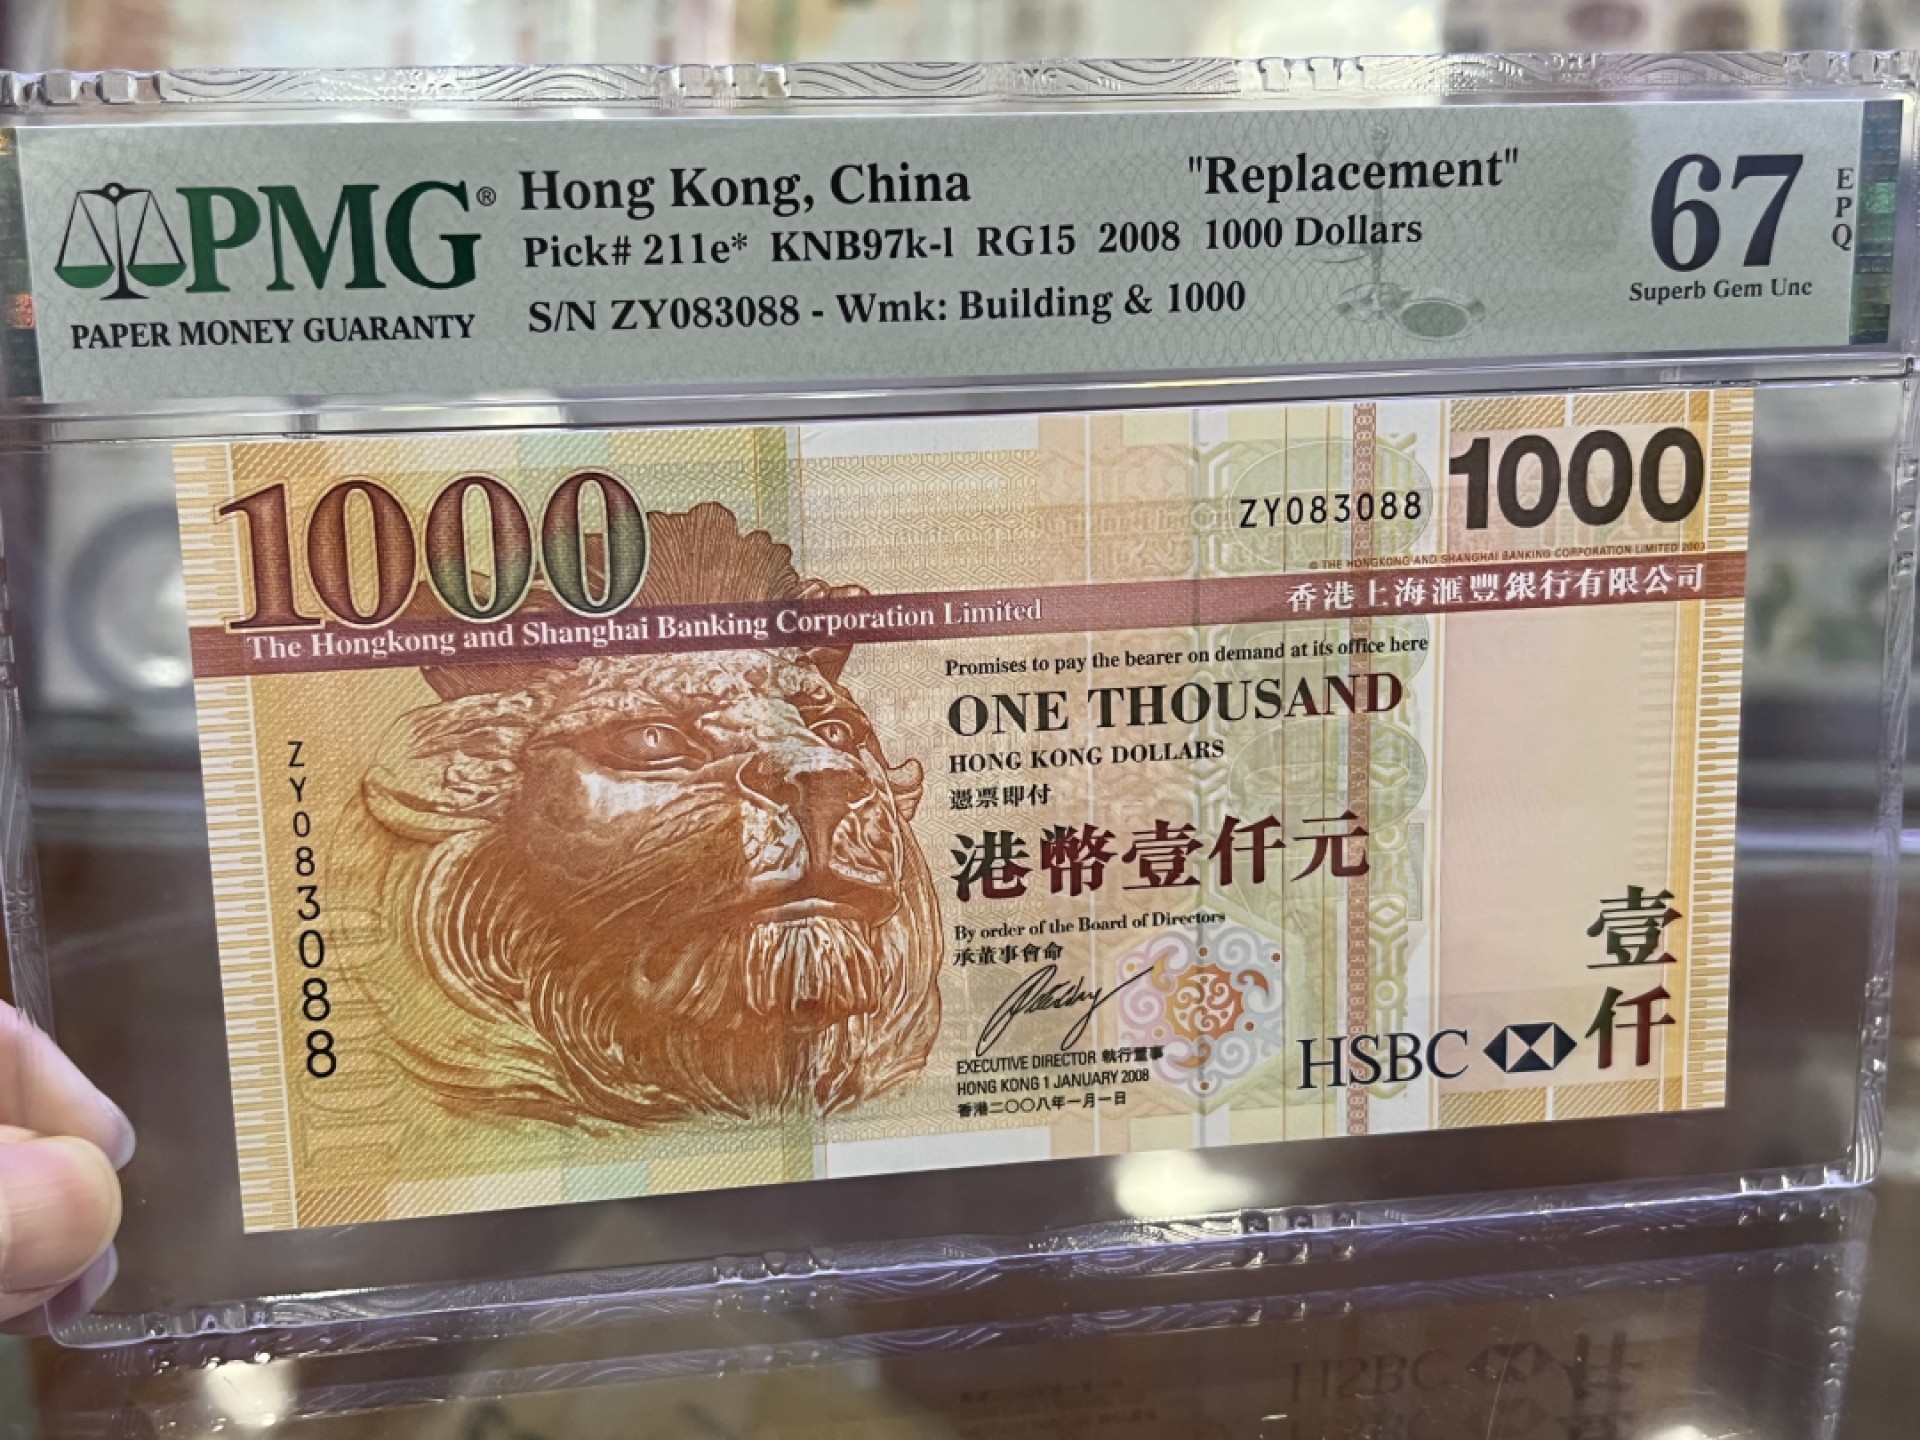 PMG®
PAPER MONEY GUARANTY
Hong Kong, China
"Replacement"
Pick# 211e* KNB97k-l RG15 2008 1000 Dollars
S/N ZY083088 - Wmk: Building & 1000
67
EPQ
Superb Gem Unc
1000
ZY083088
1000
© THE HONGKONG AND SHANGHAI BANKING CORPORATION LIMITED 2003
The Hongkong and Shanghai Banking Corporation Limited
香港上海滙豐銀行有限公司
Promises to pay the bearer on demand at its office here
ONE THOUSAND
HONG KONG DOLLARS
憑票即付
港幣壹仟元
ZY083088
By order of the Board of Directors
承董事會命
EXECUTIVE DIRECTOR 執行董事
HONG KONG 1 JANUARY 2008
香港二〇〇八年一月一日
HSBC
壹仟